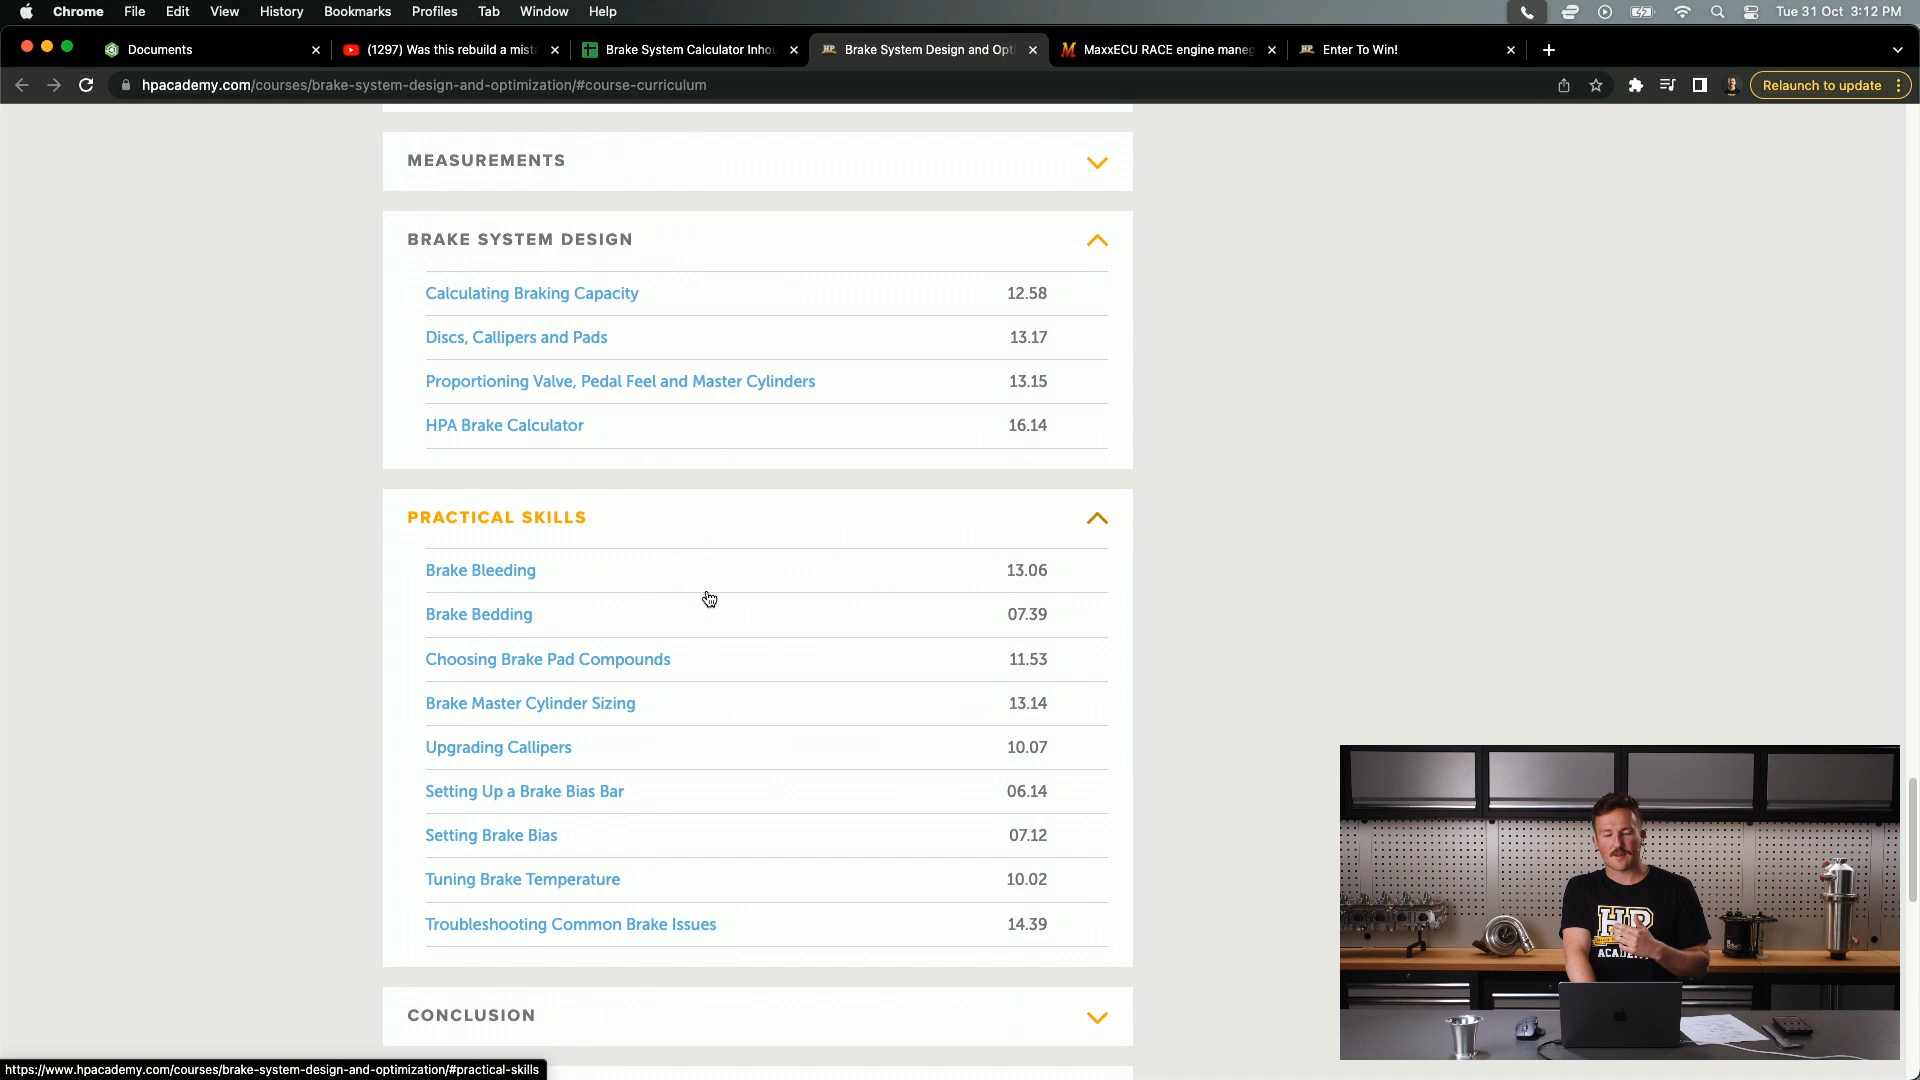 Chrome File Edit View History Bookmarks Profiles Tab Window Help Tue 31 Oct 3:12 PM
Documents (1297) Was this rebuild a mista Brake System Calculator Inhou Brake System Design and Opti MaxxECU RACE engine maneg Enter To Win!
hpacademy.com/courses/brake-system-design-and-optimization/#course-curriculum Relaunch to update
MEASUREMENTS
BRAKE SYSTEM DESIGN
Calculating Braking Capacity 12.58
Discs, Callipers and Pads 13.17
Proportioning Valve, Pedal Feel and Master Cylinders 13.15
HPA Brake Calculator 16.14
PRACTICAL SKILLS
Brake Bleeding 13.06
Brake Bedding 07.39
Choosing Brake Pad Compounds 11.53
Brake Master Cylinder Sizing 13.14
Upgrading Callipers 10.07
Setting Up a Brake Bias Bar 06.14
Setting Brake Bias 07.12
Tuning Brake Temperature 10.02
Troubleshooting Common Brake Issues 14.39
CONCLUSION
https://www.hpacademy.com/courses/brake-system-design-and-optimization/#practical-skills
HP